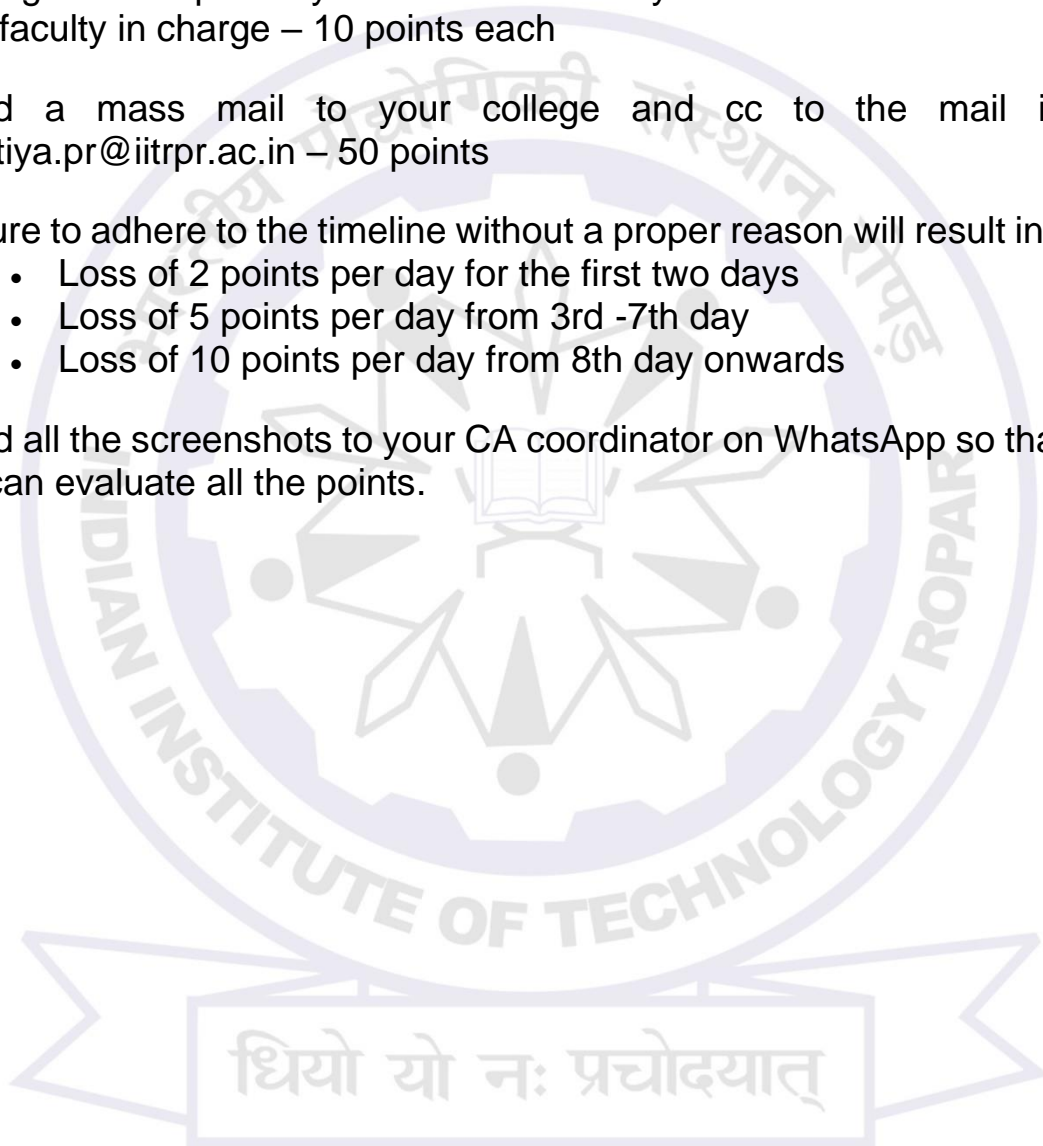 faculty in charge – 10 points each
d a mass mail to your college and cc to the mail i
tiya.pr@iitrpr.ac.in – 50 points
ure to adhere to the timeline without a proper reason will result in
• Loss of 2 points per day for the first two days
• Loss of 5 points per day from 3rd -7th day
• Loss of 10 points per day from 8th day onwards
d all the screenshots to your CA coordinator on WhatsApp so tha
can evaluate all the points.
भारतीय प्रौद्योगिकी संस्थान रोपड़
INDIAN INSTITUTE OF TECHNOLOGY ROPAR
धियो यो नः प्रचोदयात्